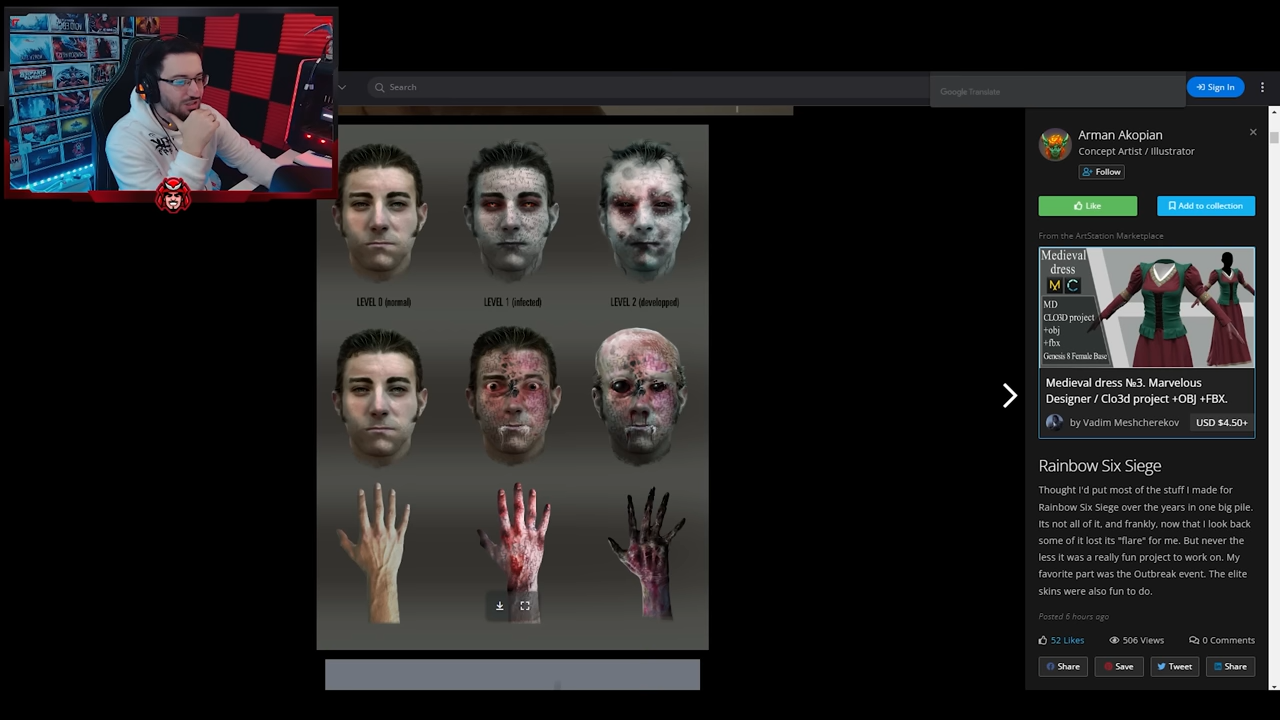 Search
Google Translate
Sign In
Arman Akopian
Concept Artist / Illustrator
Follow
Like
Add to collection
From the ArtStation Marketplace
Medieval
dress
M C
MD
CLO3D project
+obj
+fbx
Genesis 8 Female Base
Medieval dress №3. Marvelous
Designer / Clo3d project +OBJ +FBX.
by Vadim Meshcherekov
USD $4.50+
LEVEL 0 (normal)
LEVEL 1 (infected)
LEVEL 2 (developped)
Rainbow Six Siege
Thought I'd put most of the stuff I made for
Rainbow Six Siege over the years in one big pile.
Its not all of it, and frankly, now that I look back
some of it lost its "flare" for me. But never the
less it was a really fun project to work on. My
favorite part was the Outbreak event. The elite
skins were also fun to do.
Posted 6 hours ago
52 Likes
506 Views
0 Comments
Share
Save
Tweet
Share